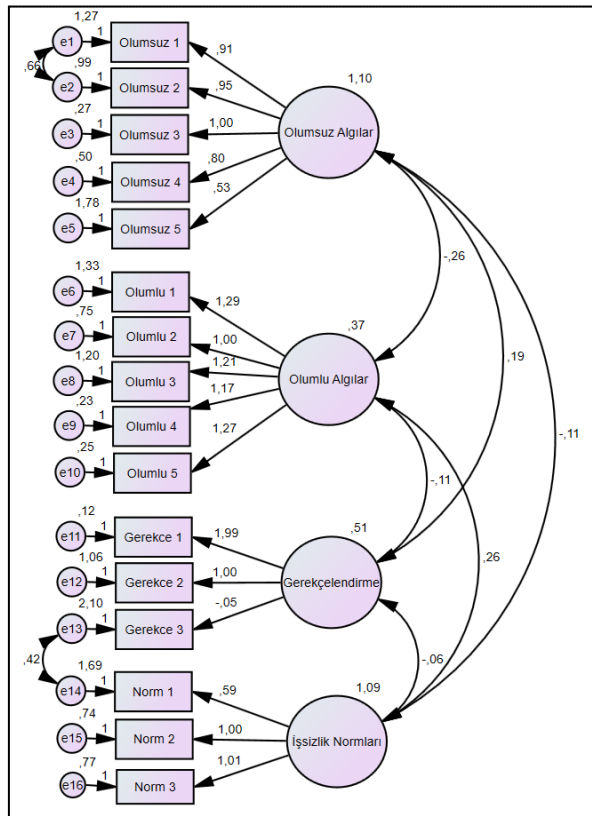 1,27
e1
1
Olumsuz 1
,91
,66
,99
e2
1
Olumsuz 2
,95
,27
e3
1
Olumsuz 3
1,00
,50
e4
1
Olumsuz 4
,80
1,78
e5
1
Olumsuz 5
,53
1,10
Olumsuz Algılar
-,26
,19
-,11
1,33
e6
1
Olumlu 1
1,29
,75
e7
1
Olumlu 2
1,00
1,20
e8
1
Olumlu 3
1,21
,23
e9
1
Olumlu 4
1,17
,25
e10
1
Olumlu 5
1,27
,37
Olumlu Algılar
-,11
,26
,12
e11
1
Gerekce 1
1,99
1,06
e12
1
Gerekce 2
1,00
2,10
e13
1
Gerekce 3
-,05
,51
Gerekçelendirme
-,06
,42
1,69
e14
1
Norm 1
,59
,74
e15
1
Norm 2
1,00
,77
e16
1
Norm 3
1,01
1,09
İşsizlik Normları